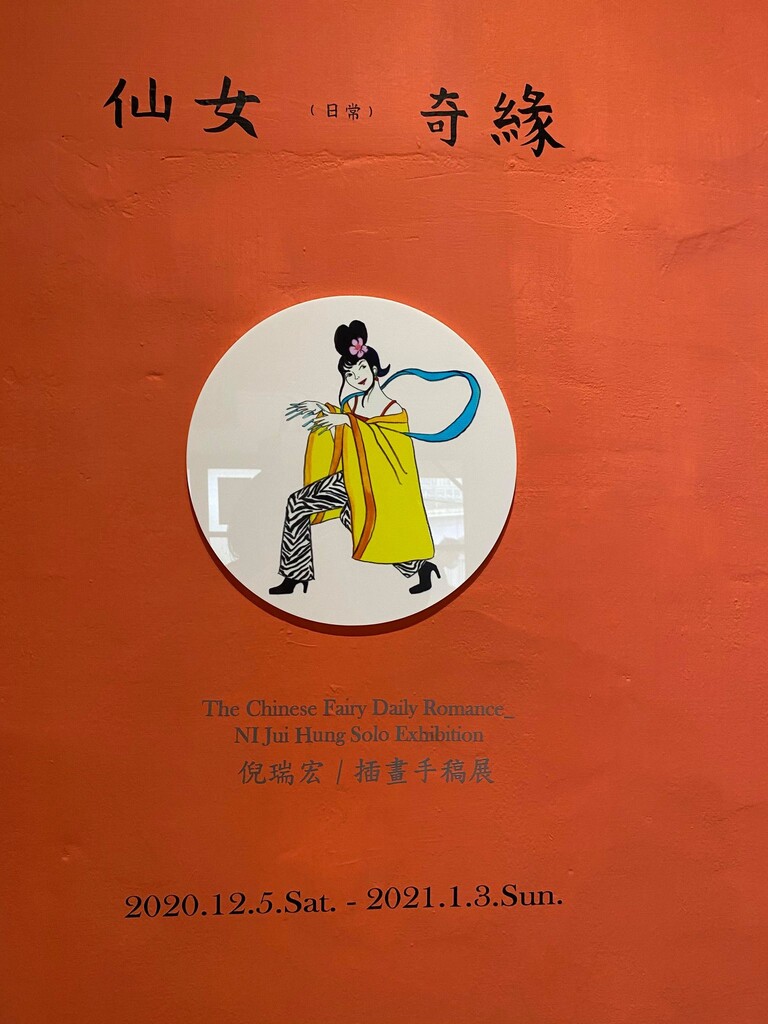 仙女（日常）奇緣
The Chinese Fairy Daily Romance_
NI Jui Hung Solo Exhibition
倪瑞宏 / 插畫手稿展
2020.12.5.Sat. - 2021.1.3.Sun.